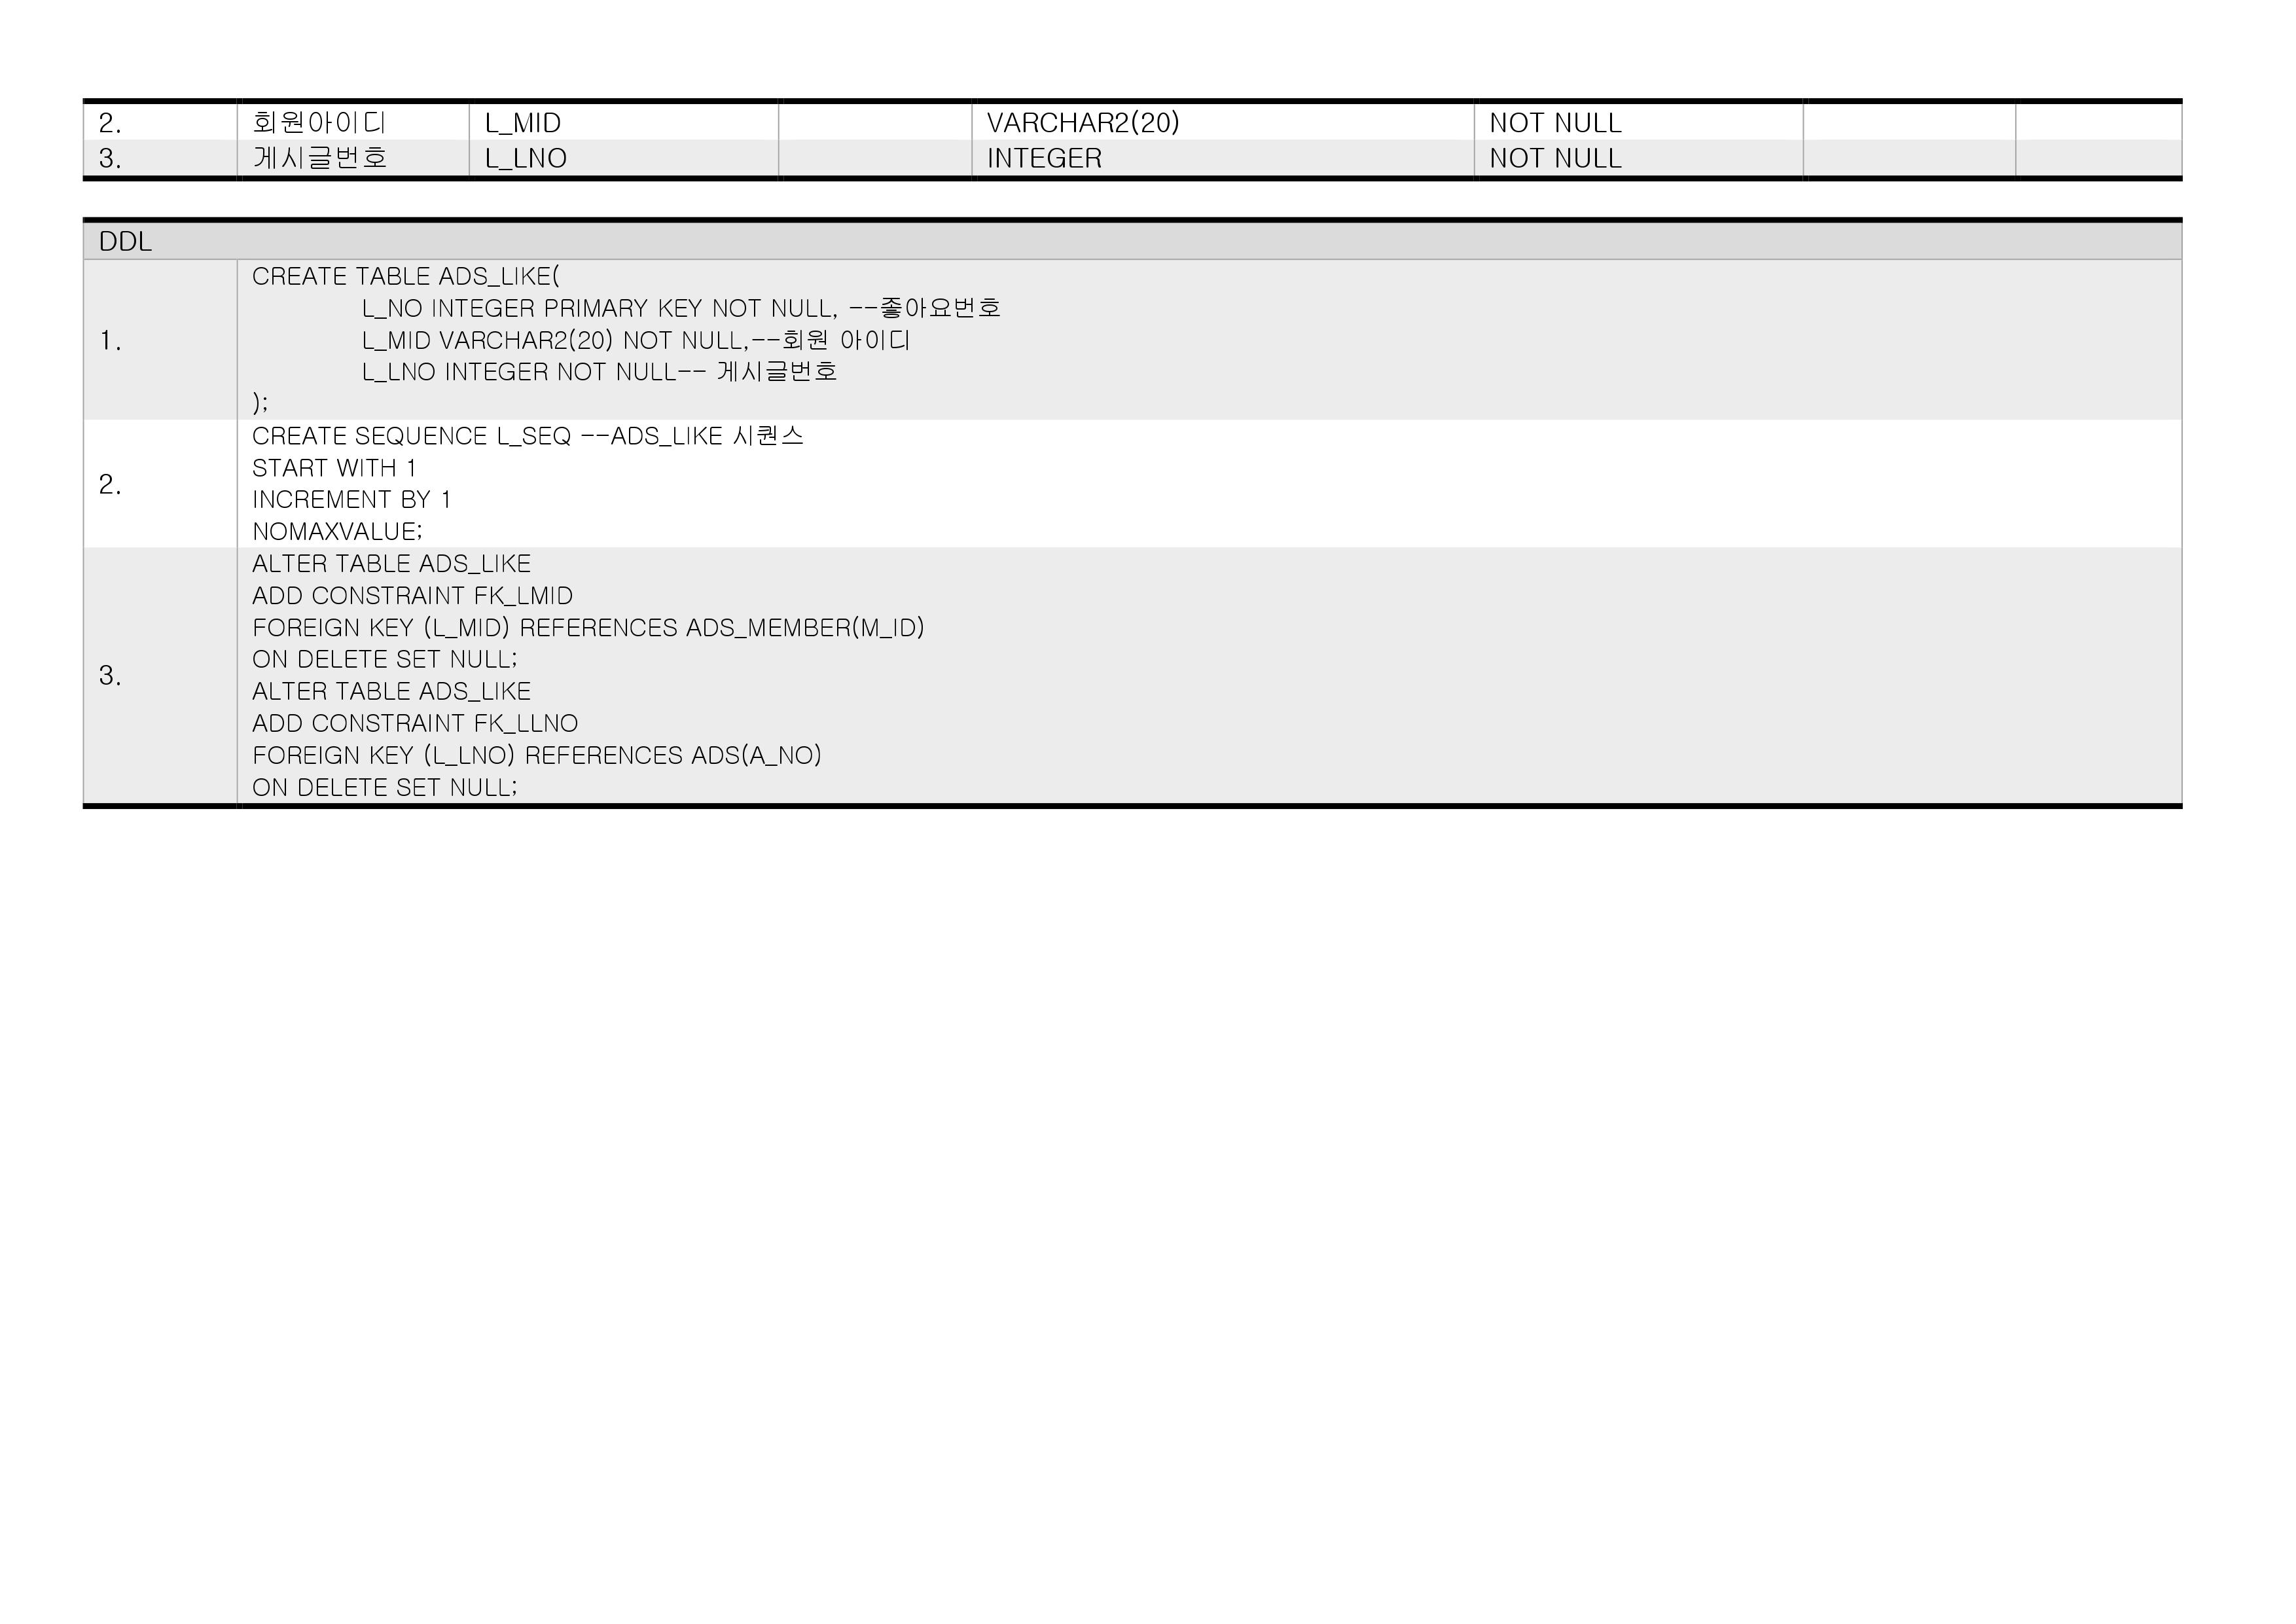 2. 회원아이디 L_MID VARCHAR2(20) NOT NULL
3. 게시글번호 L_LNO INTEGER NOT NULL
DDL
1.
CREATE TABLE ADS_LIKE(
L_NO INTEGER PRIMARY KEY NOT NULL, --좋아요번호
L_MID VARCHAR2(20) NOT NULL,--회원 아이디
L_LNO INTEGER NOT NULL-- 게시글번호
);
2.
CREATE SEQUENCE L_SEQ --ADS_LIKE 시퀀스
START WITH 1
INCREMENT BY 1
NOMAXVALUE;
3.
ALTER TABLE ADS_LIKE
ADD CONSTRAINT FK_LMID
FOREIGN KEY (L_MID) REFERENCES ADS_MEMBER(M_ID)
ON DELETE SET NULL;
ALTER TABLE ADS_LIKE
ADD CONSTRAINT FK_LLNO
FOREIGN KEY (L_LNO) REFERENCES ADS(A_NO)
ON DELETE SET NULL;